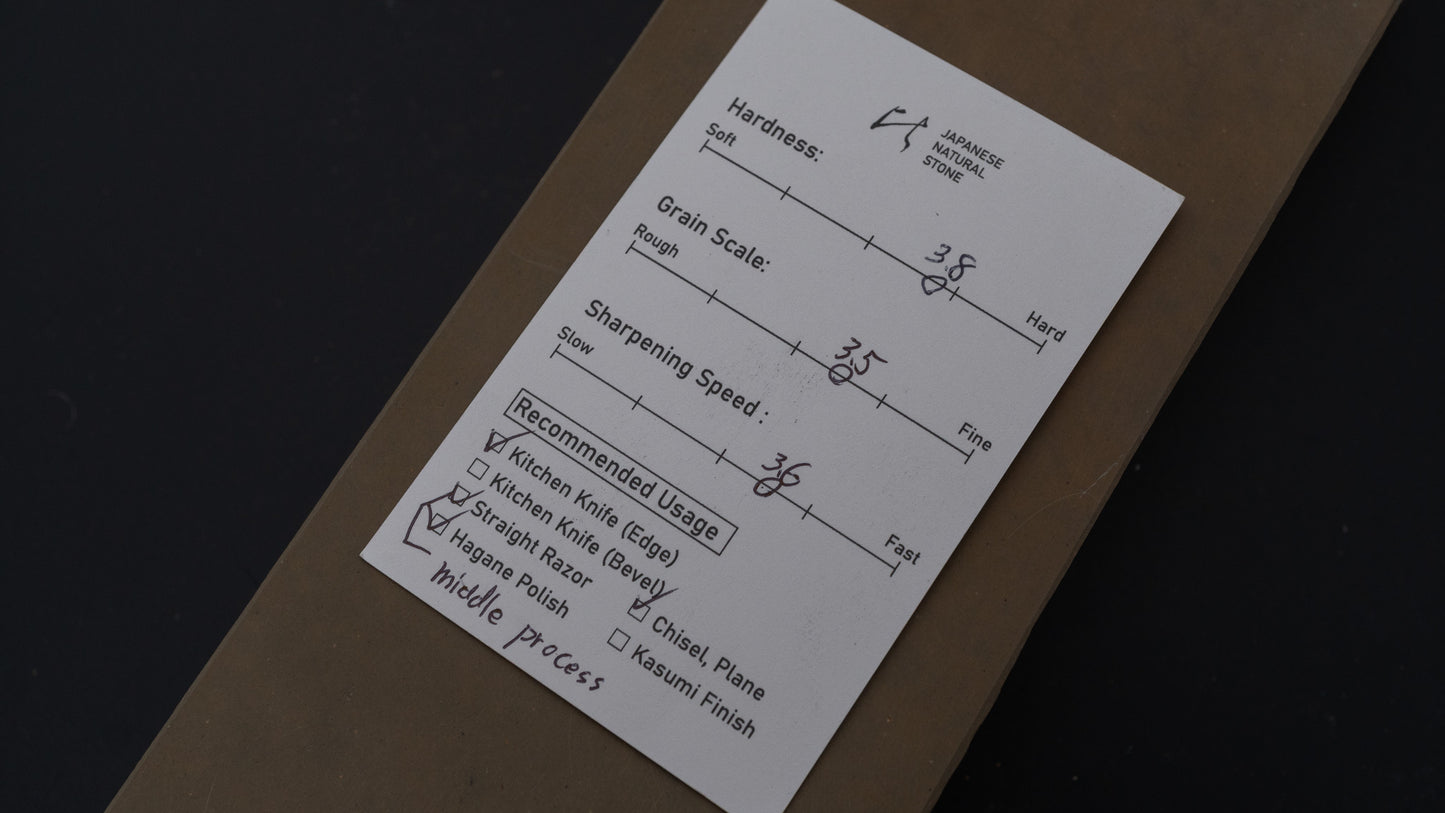 JAPANESE
NATURAL
STONE
Hardness:
Soft
3.8
Hard
Grain Scale:
Rough
3.5
Fine
Sharpening Speed :
Slow
3.6
Fast
Recommended Usage
Kitchen Knife (Edge)
Kitchen Knife (Bevel)
Straight Razor
Hagane Polish
Chisel, Plane
Kasumi Finish
middle process